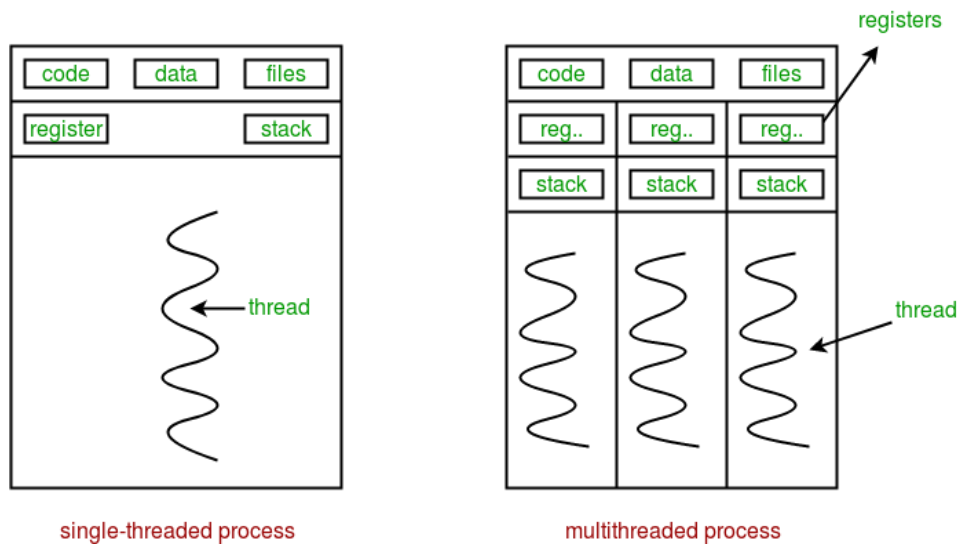 registers
code data files
register stack
thread
single-threaded process
code data files
reg.. reg.. reg..
stack stack stack
thread
multithreaded process